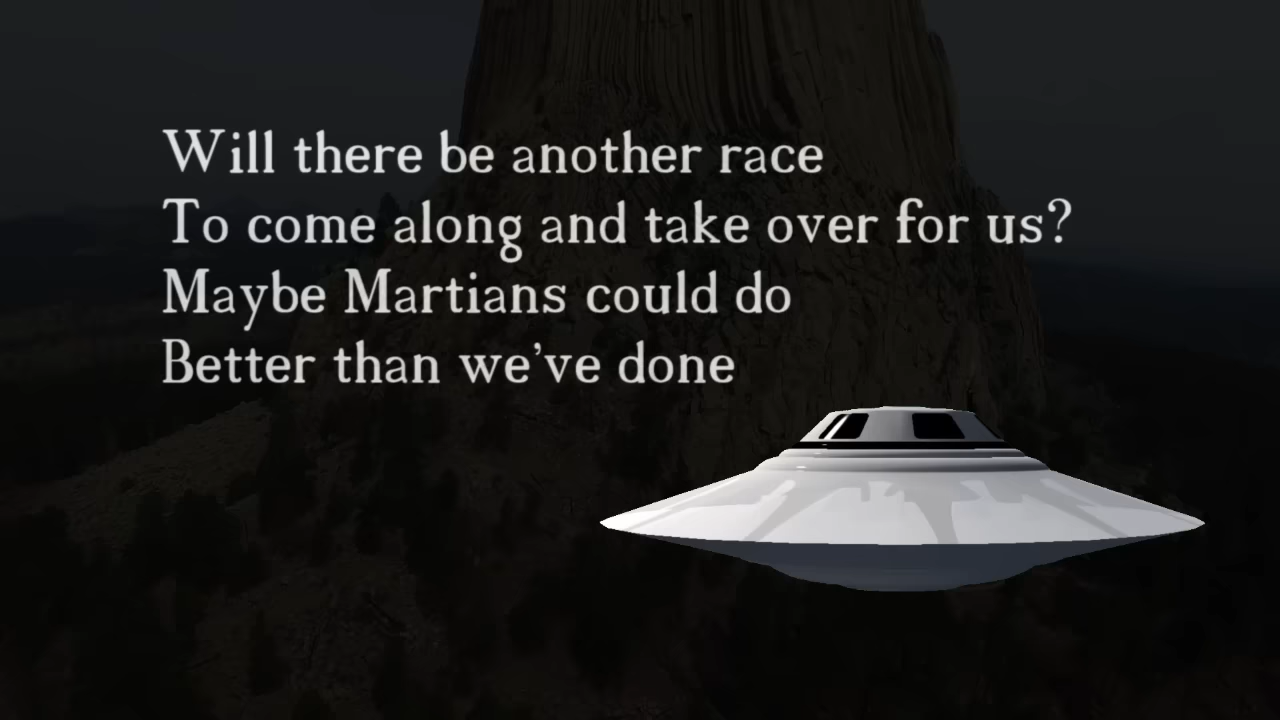 Will there be another race
To come along and take over for us?
Maybe Martians could do
Better than we've done